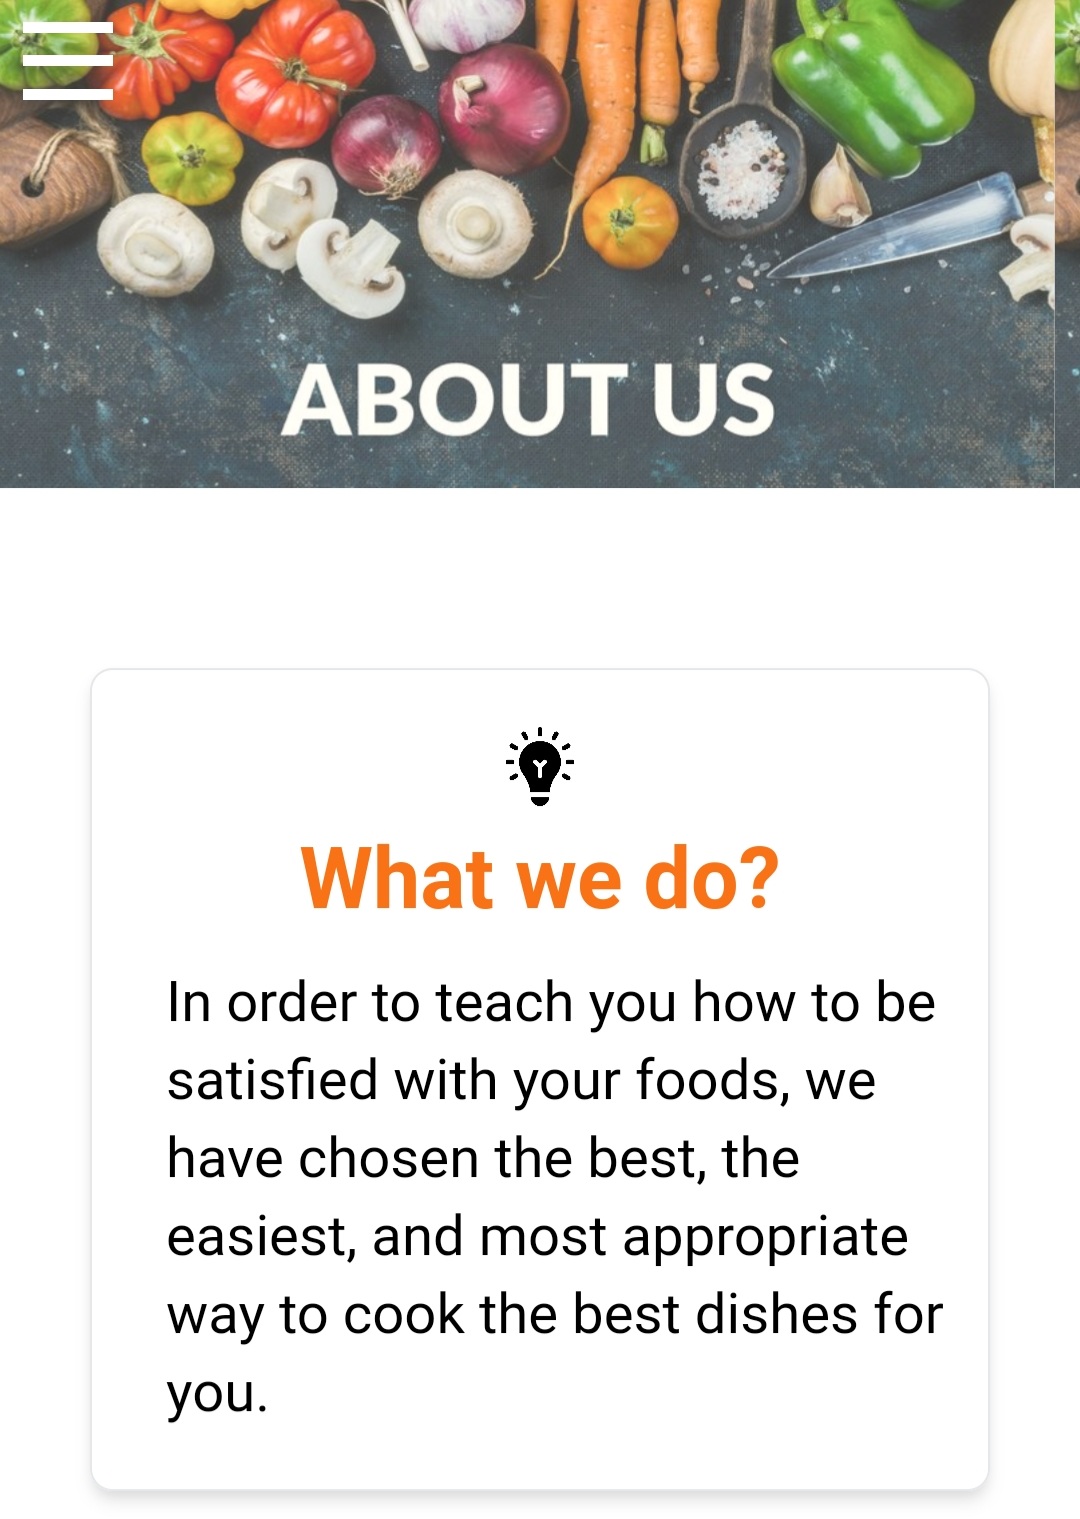 ABOUT US
What we do?
In order to teach you how to be
satisfied with your foods, we
have chosen the best, the
easiest, and most appropriate
way to cook the best dishes for
you.